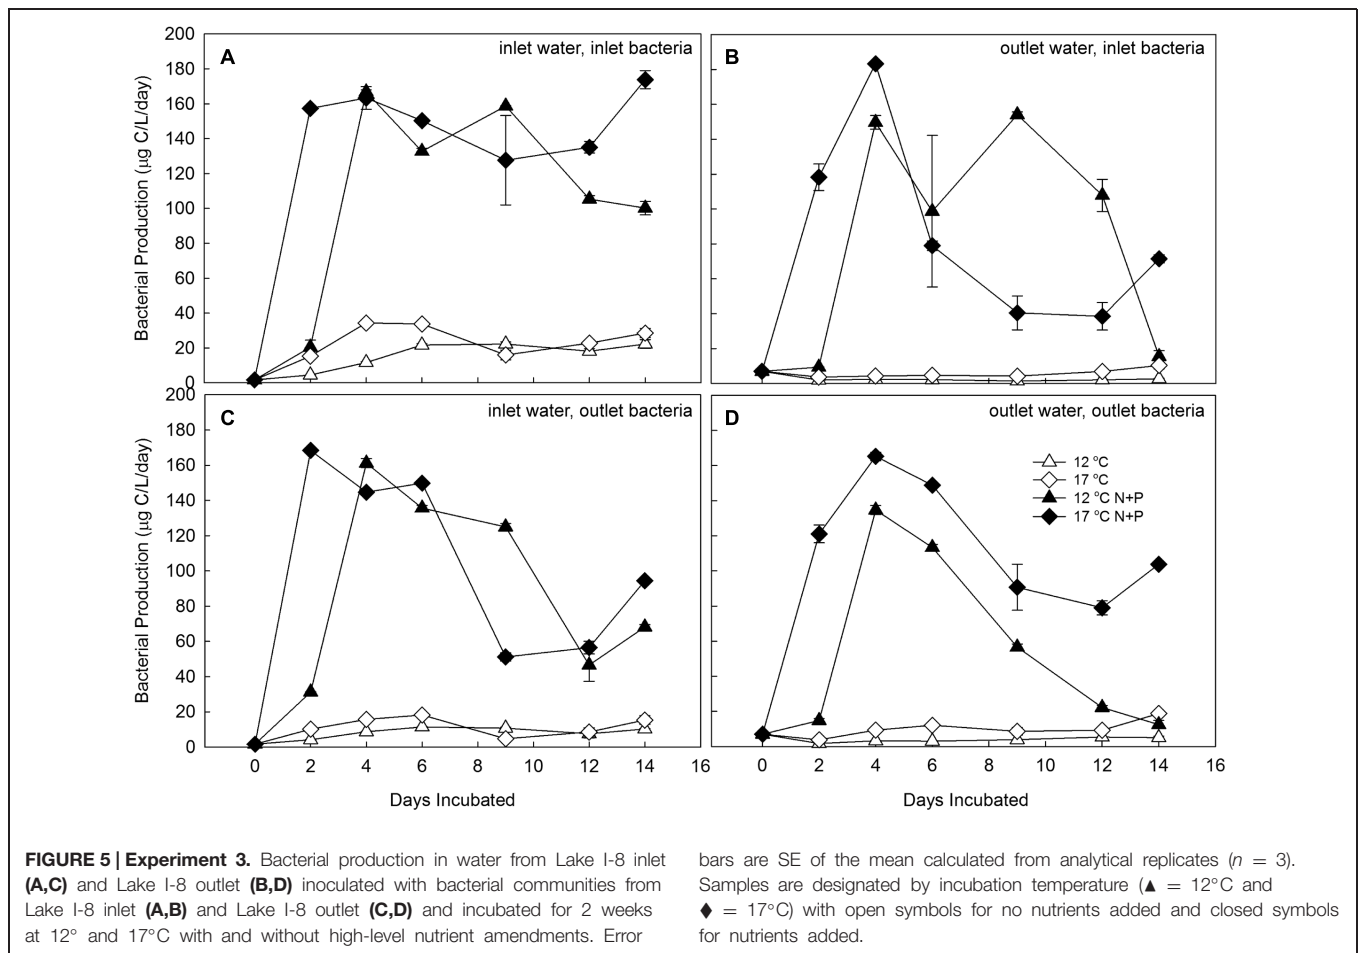 200
180
160
140
120
100
80
60
40
20
0
Bacterial Production (µg C/L/day)
A
inlet water, inlet bacteria
B
outlet water, inlet bacteria
200
180
160
140
120
100
80
60
40
20
0
Bacterial Production (µg C/L/day)
C
inlet water, outlet bacteria
0 2 4 6 8 10 12 14 16
Days Incubated
D
outlet water, outlet bacteria
12 °C
17 °C
12 °C N+P
17 °C N+P
0 2 4 6 8 10 12 14 16
Days Incubated
FIGURE 5 | Experiment 3. Bacterial production in water from Lake I-8 inlet
(A,C) and Lake I-8 outlet (B,D) inoculated with bacterial communities from
Lake I-8 inlet (A,B) and Lake I-8 outlet (C,D) and incubated for 2 weeks
at 12° and 17°C with and without high-level nutrient amendments. Error
bars are SE of the mean calculated from analytical replicates (n = 3).
Samples are designated by incubation temperature (▲ = 12°C and
♦ = 17°C) with open symbols for no nutrients added and closed symbols
for nutrients added.